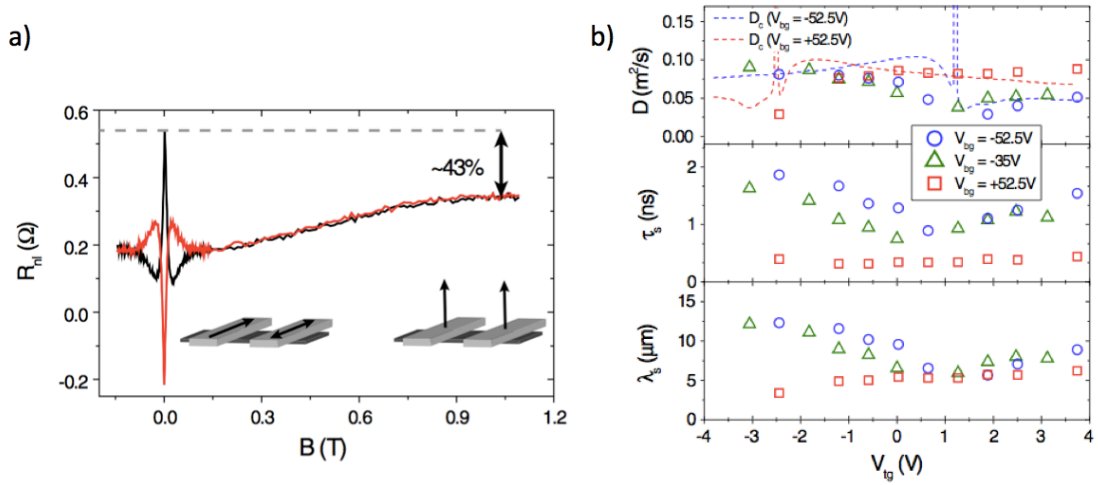 a)
R_nl (Ω)
0.6
0.4
0.2
0.0
-0.2
~43%
0.0 0.3 0.6 0.9 1.2
B (T)
b)
D (m²/s)
0.15
0.10
0.05
0.00
D_c (V_bg = -52.5V)
D_c (V_bg = +52.5V)
V_bg = -52.5V
V_bg = -35V
V_bg = +52.5V
τ_s (ns)
2
1
0
λ_s (μm)
15
10
5
0
-4 -3 -2 -1 0 1 2 3 4
V_tg (V)